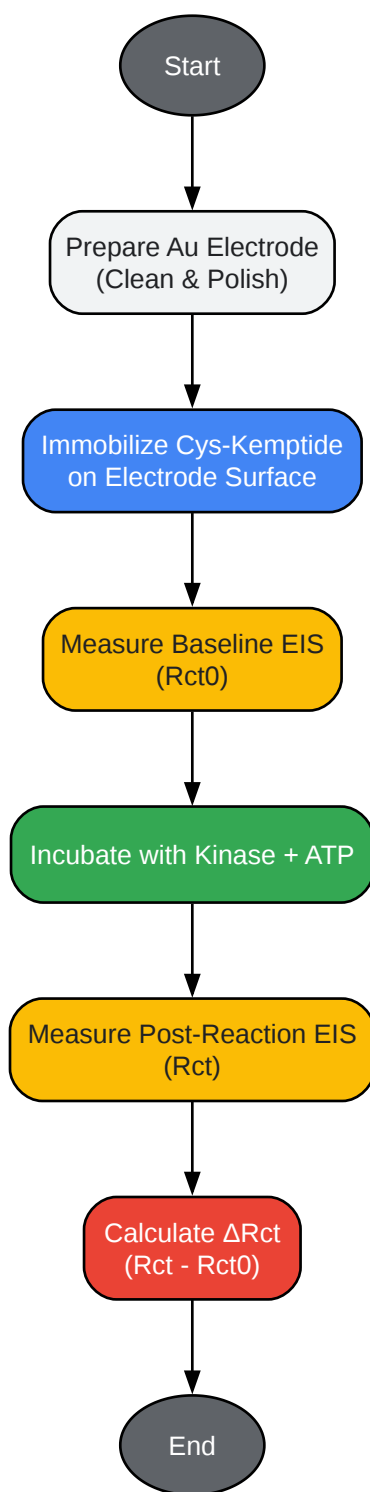 Start
Prepare Au Electrode
(Clean & Polish)
Immobilize Cys-Kemptide
on Electrode Surface
Measure Baseline EIS
(Rct0)
Incubate with Kinase + ATP
Measure Post-Reaction EIS
(Rct)
Calculate ΔRct
(Rct - Rct0)
End